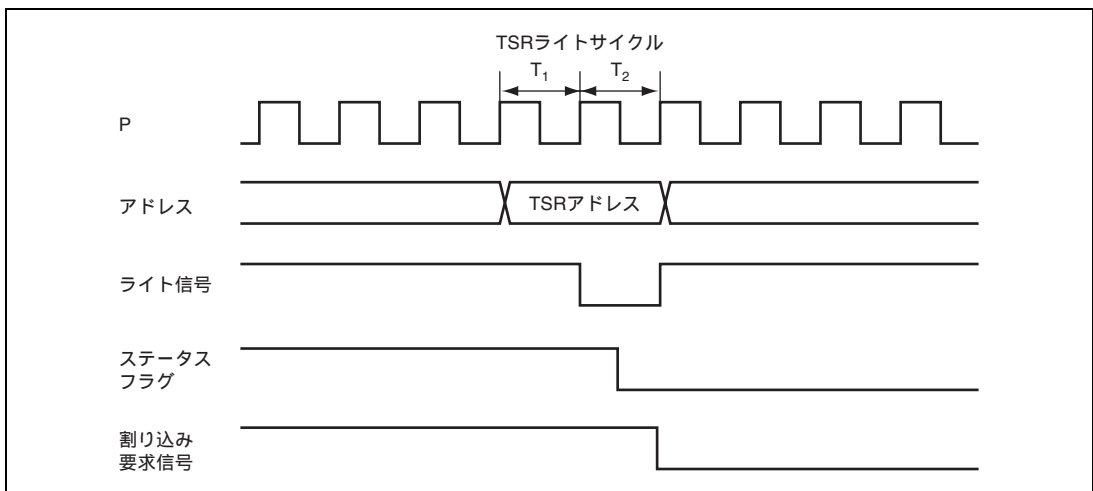 TSRライトサイクル
T1 T2
P
アドレス
TSRアドレス
ライト信号
ステータス
フラグ
割り込み
要求信号